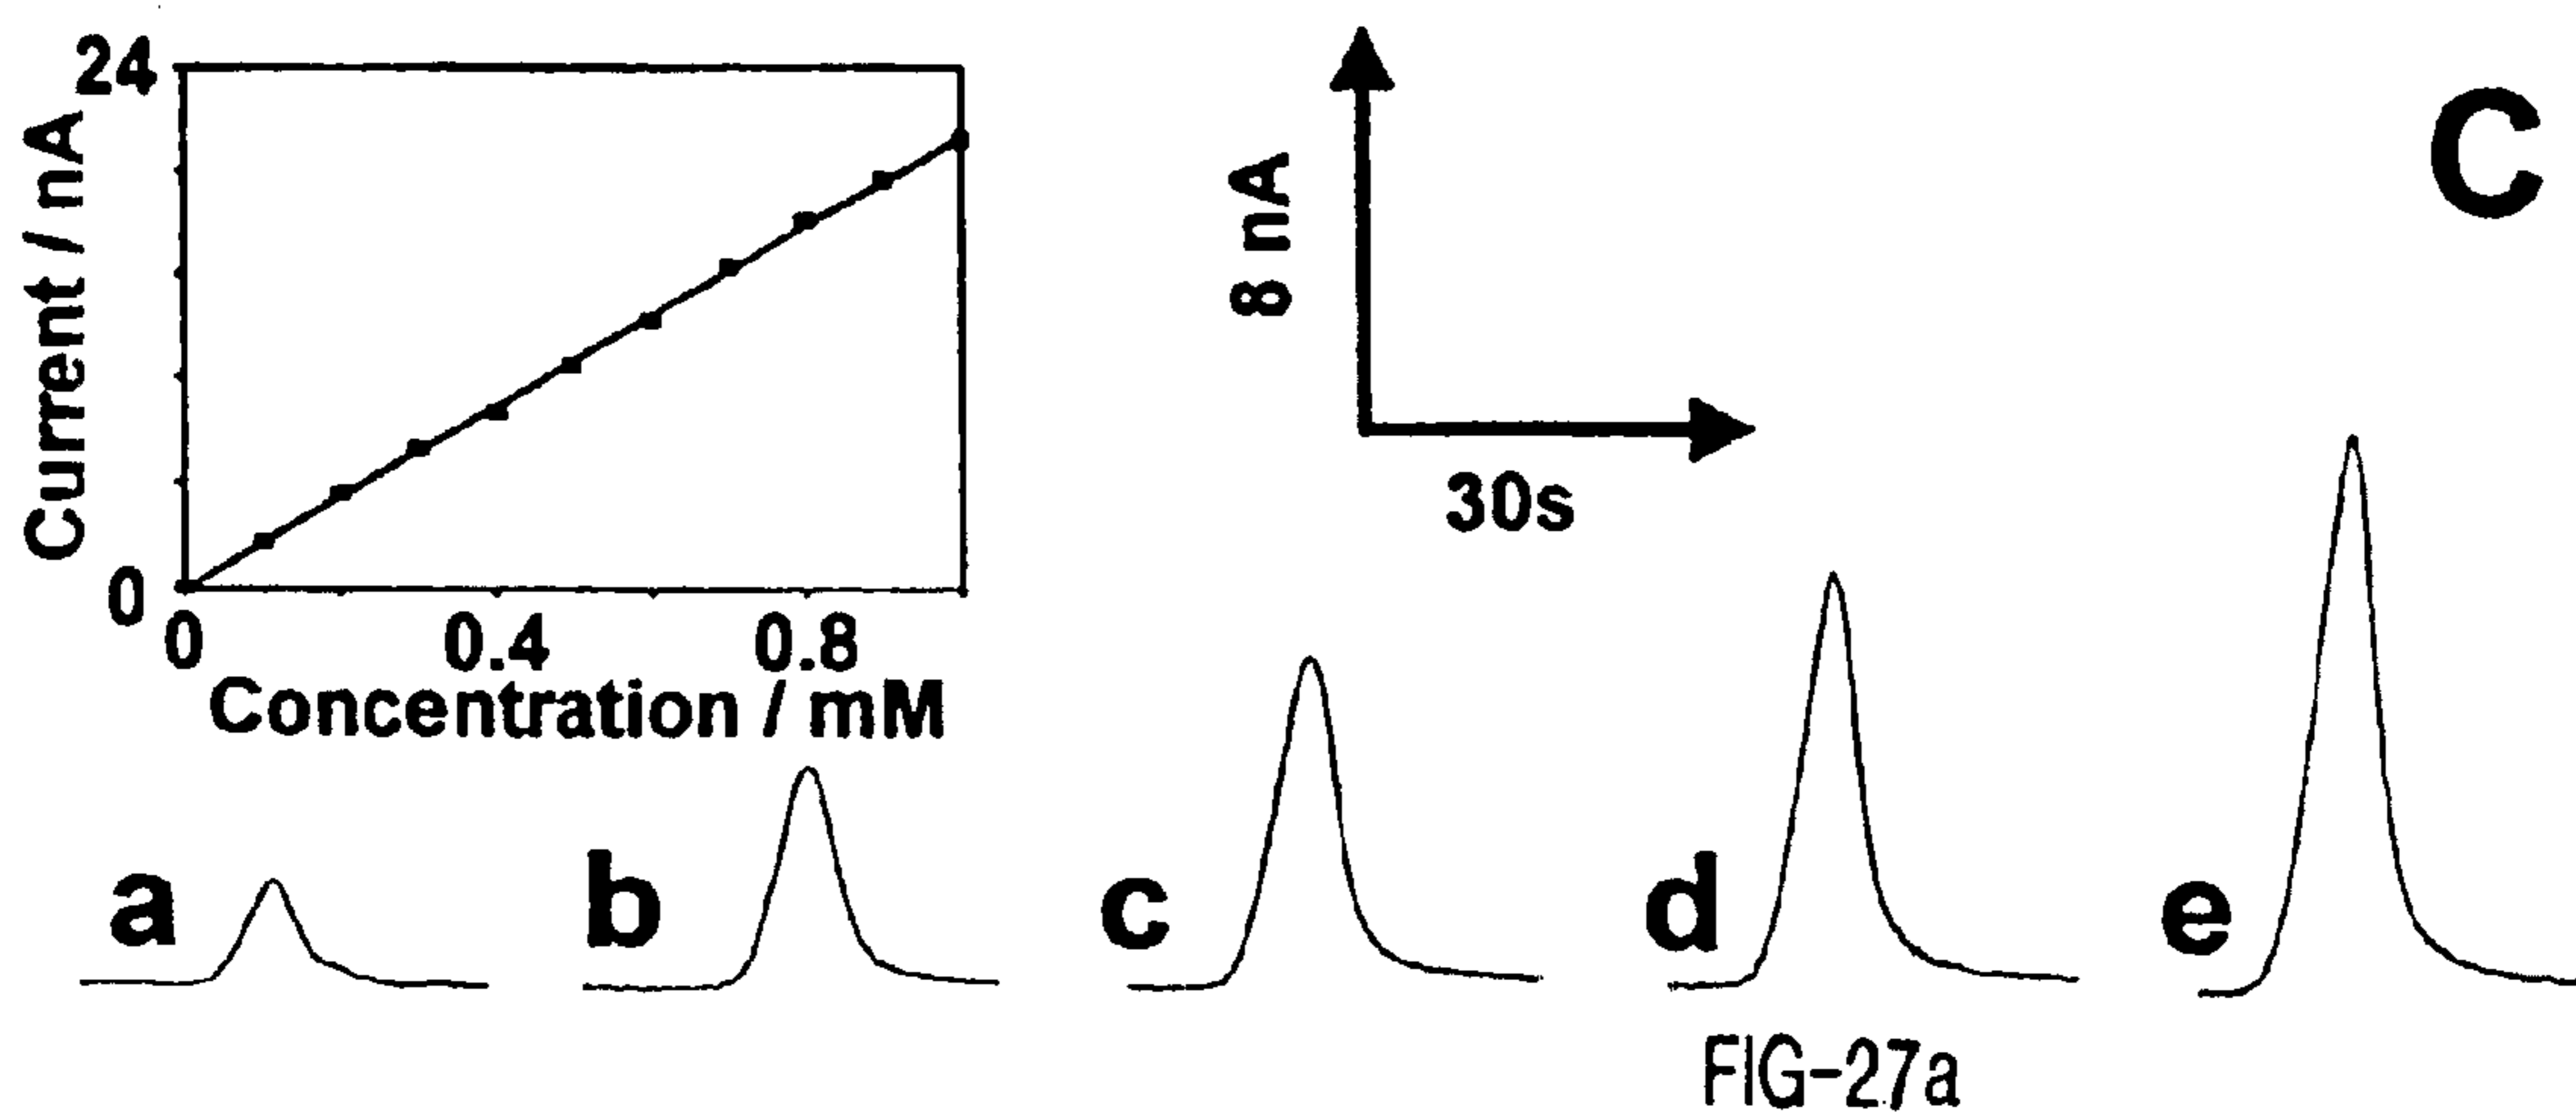 24
Current / nA
0
0 0.4 0.8
Concentration / mM
8 nA
30s
C
a b c d e
FIG-27a